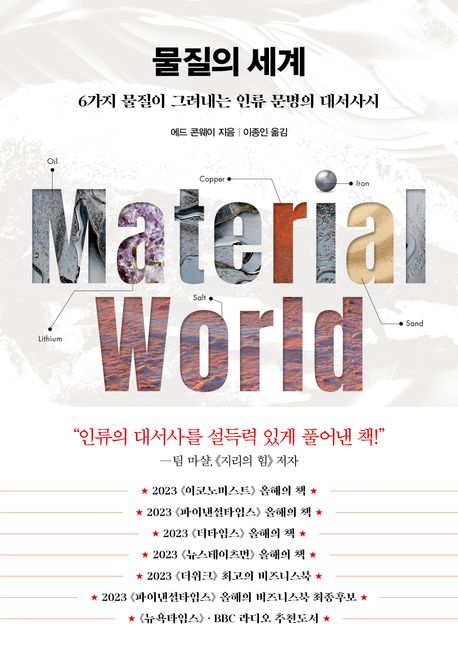 물질의 세계
6가지 물질이 그려내는 인류 문명의 대서사시
에드 콘웨이 지음 | 이종인 옮김
Oil
Copper
Iron
Material
Salt
World
Lithium
Sand
“인류의 대서사를 설득력 있게 풀어낸 책!”
—팀 마샬, 《지리의 힘》 저자
★ 2023 《이코노미스트》 올해의 책 ★
★ 2023 《파이낸셜타임스》 올해의 책 ★
★ 2023 《더타임스》 올해의 책 ★
★ 2023 《뉴스테이츠먼》 올해의 책 ★
★ 2023 《더위크》 최고의 비즈니스북 ★
★ 2023 《파이낸셜타임스》 올해의 비즈니스북 최종후보 ★
★ 《뉴욕타임스》 · BBC 라디오 추천도서 ★